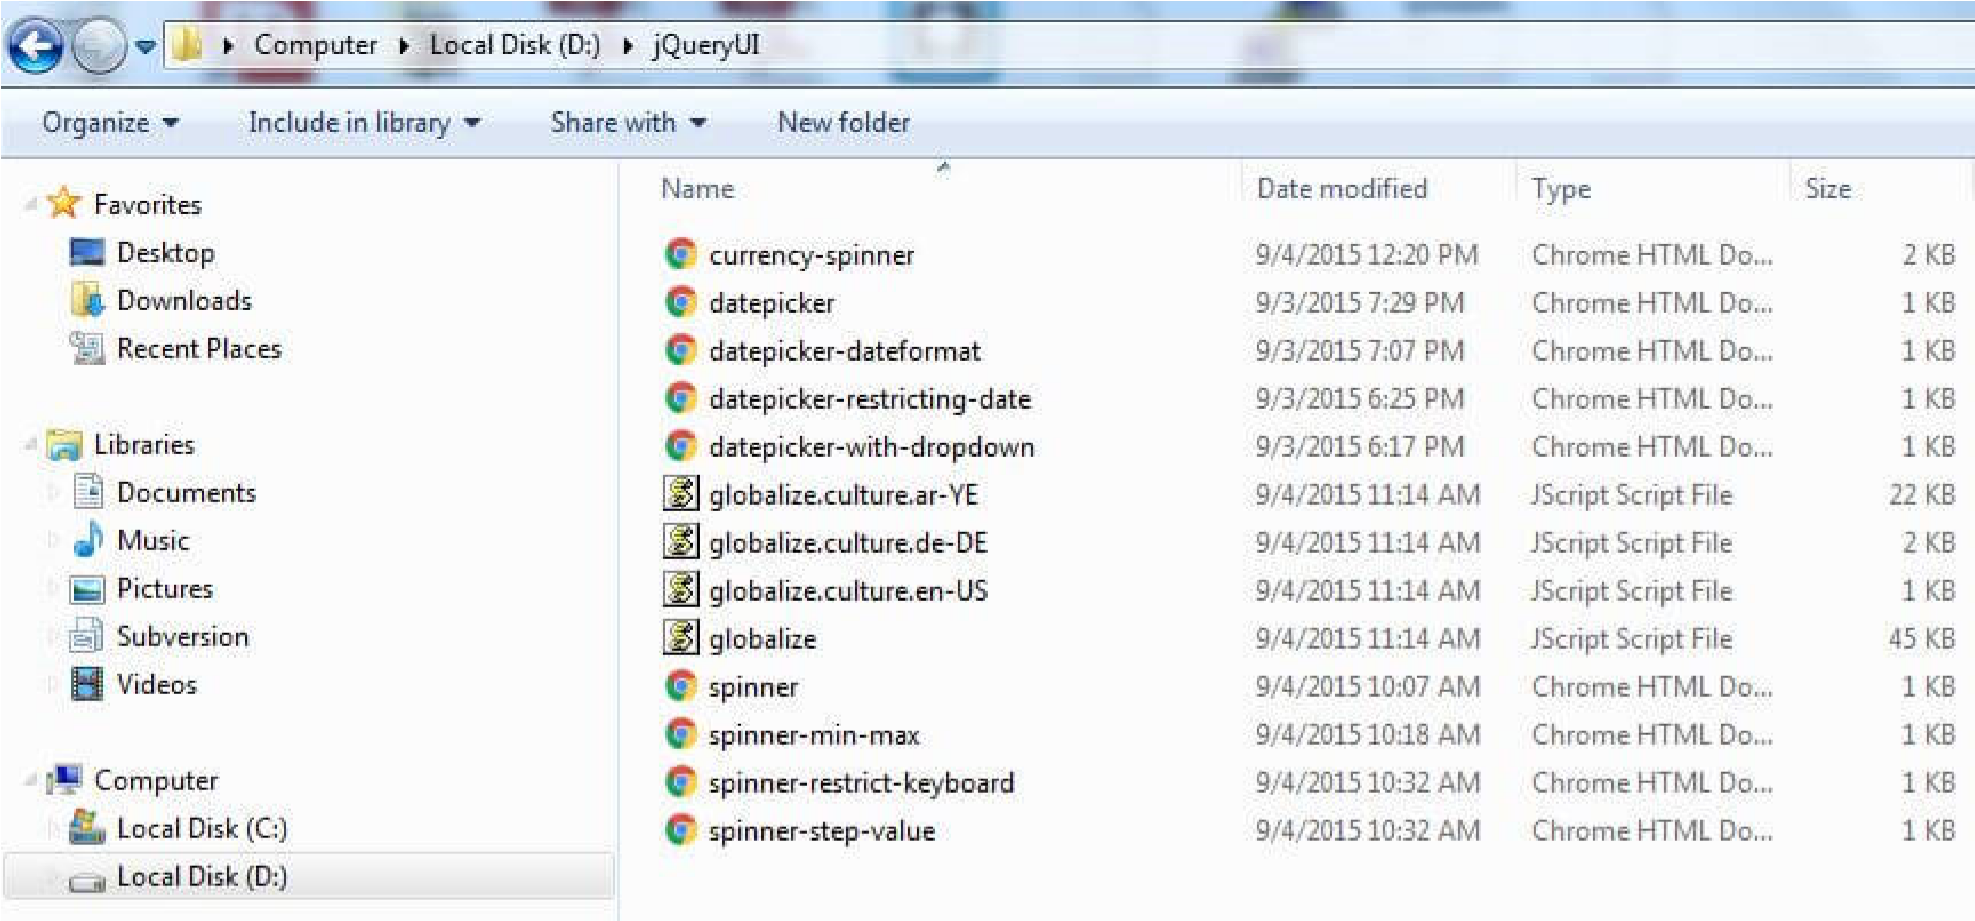 Computer Local Disk (D:) jQueryUI
Organize Include in library Share with New folder
Favorites
Desktop
Downloads
Recent Places
Libraries
Documents
Music
Pictures
Subversion
Videos
Computer
Local Disk (C:)
Local Disk (D:)
Name Date modified Type Size
currency-spinner 9/4/2015 12:20 PM Chrome HTML Do... 2 KB
datepicker 9/3/2015 7:29 PM Chrome HTML Do... 1 KB
datepicker-dateformat 9/3/2015 7:07 PM Chrome HTML Do... 1 KB
datepicker-restricting-date 9/3/2015 6:25 PM Chrome HTML Do... 1 KB
datepicker-with-dropdown 9/3/2015 6:17 PM Chrome HTML Do... 1 KB
globalize.culture.ar-YE 9/4/2015 11:14 AM JScript Script File 22 KB
globalize.culture.de-DE 9/4/2015 11:14 AM JScript Script File 2 KB
globalize.culture.en-US 9/4/2015 11:14 AM JScript Script File 1 KB
globalize 9/4/2015 11:14 AM JScript Script File 45 KB
spinner 9/4/2015 10:07 AM Chrome HTML Do... 1 KB
spinner-min-max 9/4/2015 10:18 AM Chrome HTML Do... 1 KB
spinner-restrict-keyboard 9/4/2015 10:32 AM Chrome HTML Do... 1 KB
spinner-step-value 9/4/2015 10:32 AM Chrome HTML Do... 1 KB